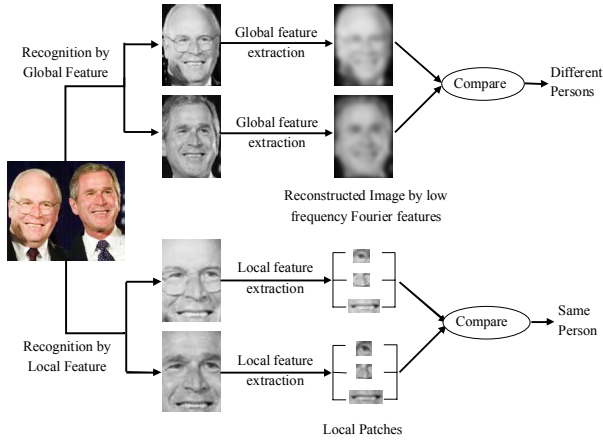 Recognition by
Global Feature
Global feature
extraction
Global feature
extraction
Compare
Different
Persons
Reconstructed Image by low
frequency Fourier features
Recognition by
Local Feature
Local feature
extraction
Local feature
extraction
Compare
Same
Person
Local Patches